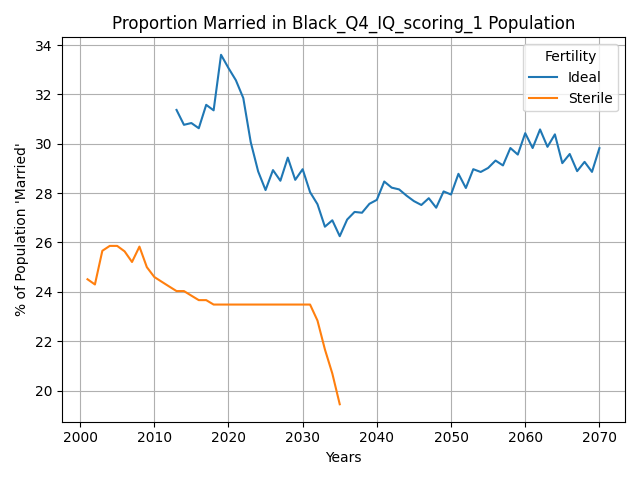 Proportion Married in Black_Q4_IQ_scoring_1 Population
Fertility
Ideal
Sterile
% of Population 'Married'
34
32
30
28
26
24
22
20
2000 2010 2020 2030 2040 2050 2060 2070
Years